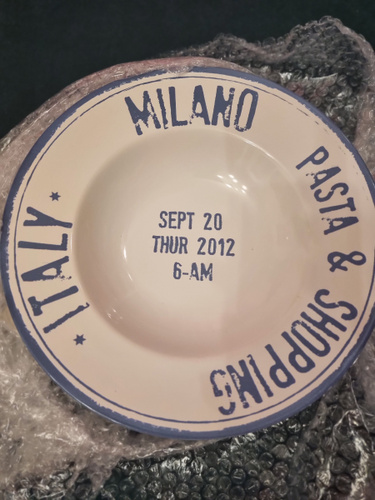 MILANO
PASTA & SHOPPING
* ITALY *
SEPT 20
THUR 2012
6-AM